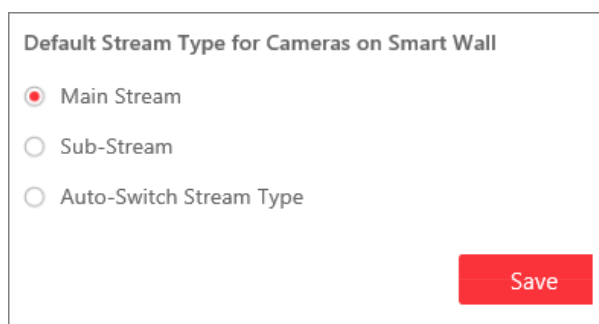 Default Stream Type for Cameras on Smart Wall
Main Stream
Sub-Stream
Auto-Switch Stream Type
Save